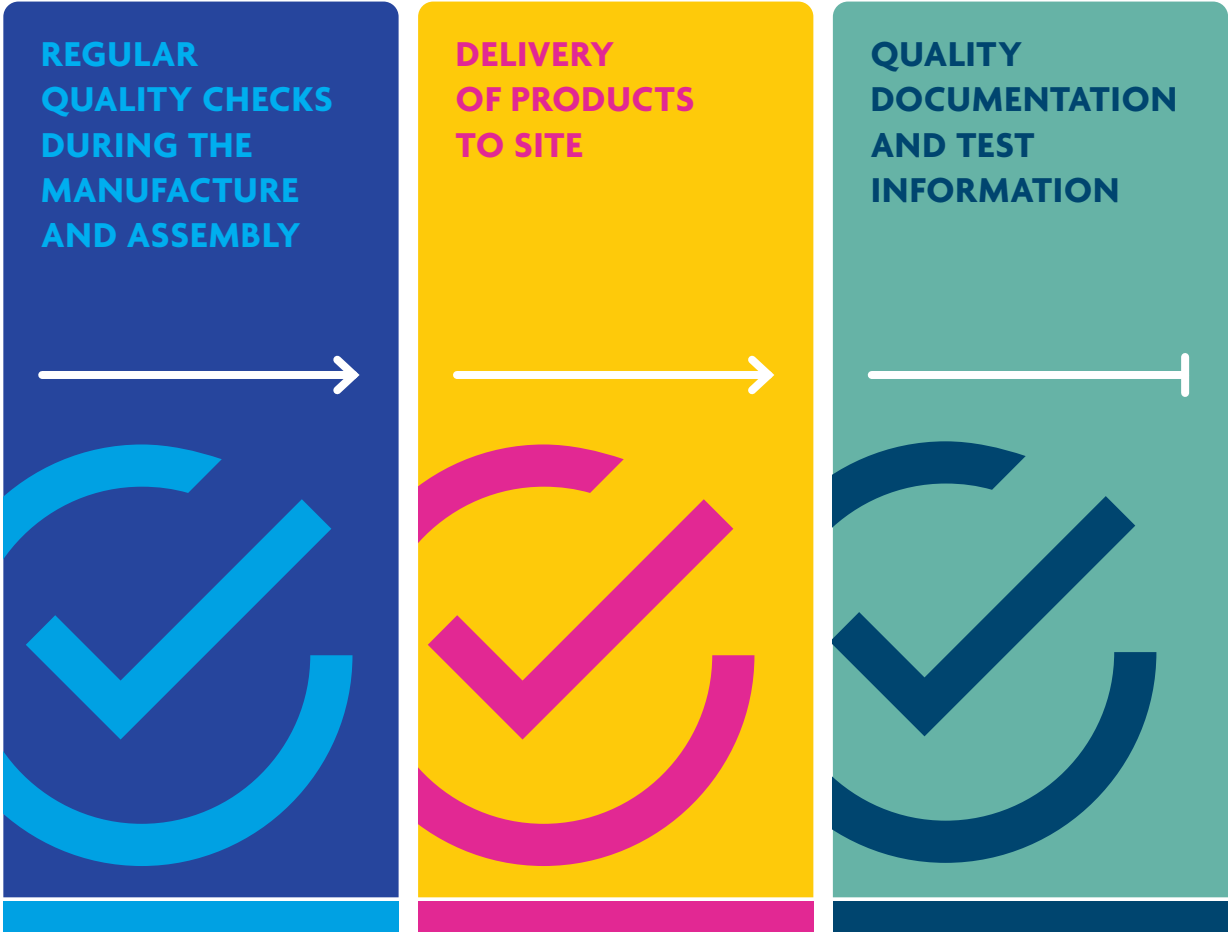 REGULAR
QUALITY CHECKS
DURING THE
MANUFACTURE
AND ASSEMBLY
DELIVERY
OF PRODUCTS
TO SITE
QUALITY
DOCUMENTATION
AND TEST
INFORMATION